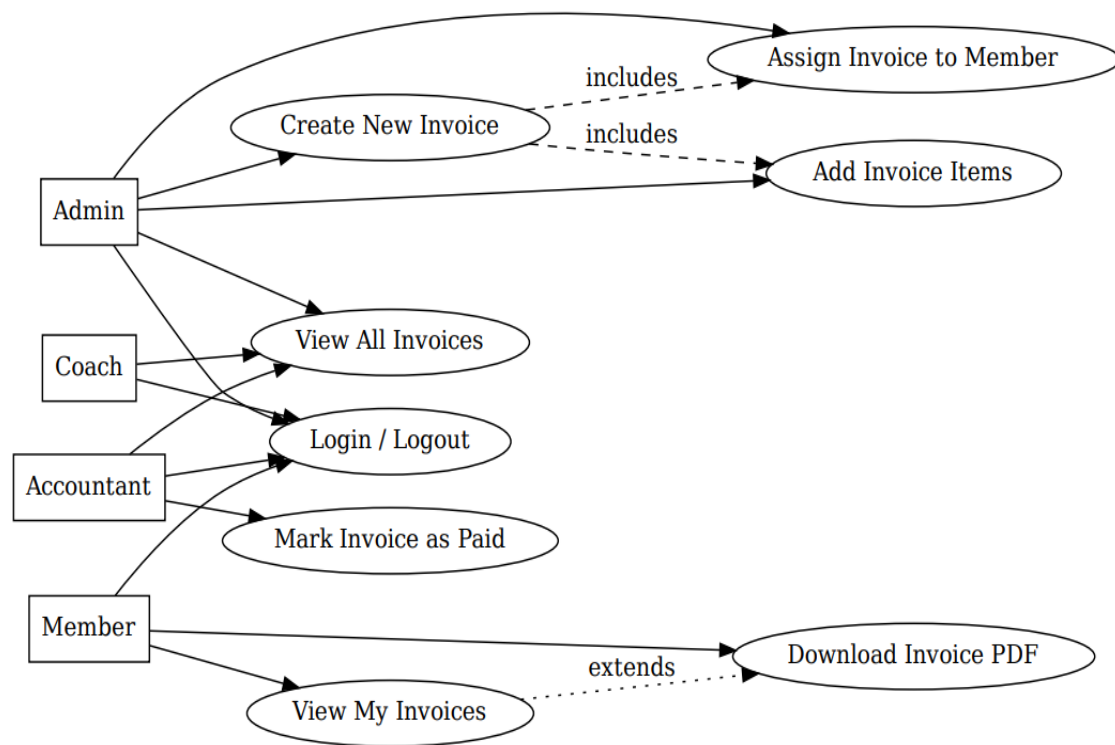 Assign Invoice to Member
includes
Create New Invoice
includes
Add Invoice Items
Admin
View All Invoices
Coach
Login / Logout
Accountant
Mark Invoice as Paid
Member
Download Invoice PDF
extends
View My Invoices